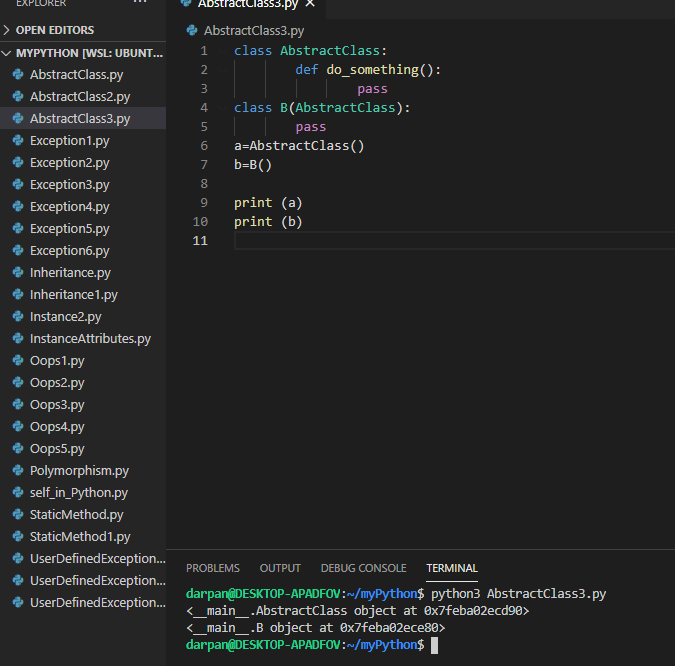 EXPLORER
...
OPEN EDITORS
MYPYTHON [WSL: UBUNT...
AbstractClass.py
AbstractClass2.py
AbstractClass3.py
Exception1.py
Exception2.py
Exception3.py
Exception4.py
Exception5.py
Exception6.py
Inheritance.py
Inheritance1.py
Instance2.py
InstanceAttributes.py
Oops1.py
Oops2.py
Oops3.py
Oops4.py
Oops5.py
Polymorphism.py
self_in_Python.py
StaticMethod.py
StaticMethod1.py
UserDefinedException...
UserDefinedException...
UserDefinedException...
AbstractClass3.py
AbstractClass3.py
1 class AbstractClass:
2 def do_something():
3 pass
4 class B(AbstractClass):
5 pass
6 a=AbstractClass()
7 b=B()
8
9 print (a)
10 print (b)
11
PROBLEMS OUTPUT DEBUG CONSOLE TERMINAL
darpan@DESKTOP-APADFOV:~/myPython$ python3 AbstractClass3.py
<__main__.AbstractClass object at 0x7feba02ecd90>
<__main__.B object at 0x7feba02ece80>
darpan@DESKTOP-APADFOV:~/myPython$